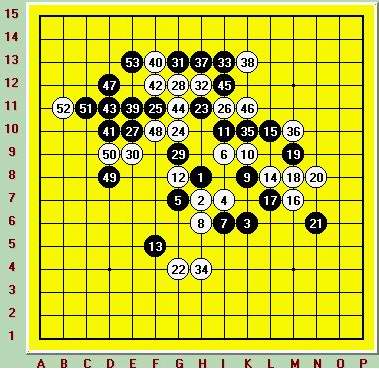 15
14
13 53 40 31 37 33 38
12 47 42 28 32 45
11 52 51 43 39 25 44 23 26 46
10 41 27 48 24 11 35 15 36
9 50 30 29 6 10 19
8 49 12 1 9 14 18 20
7 5 2 4 17 16
6 8 7 3 21
5 13
4 22 34
3
2
1
A B C D E F G H I K L M N O P